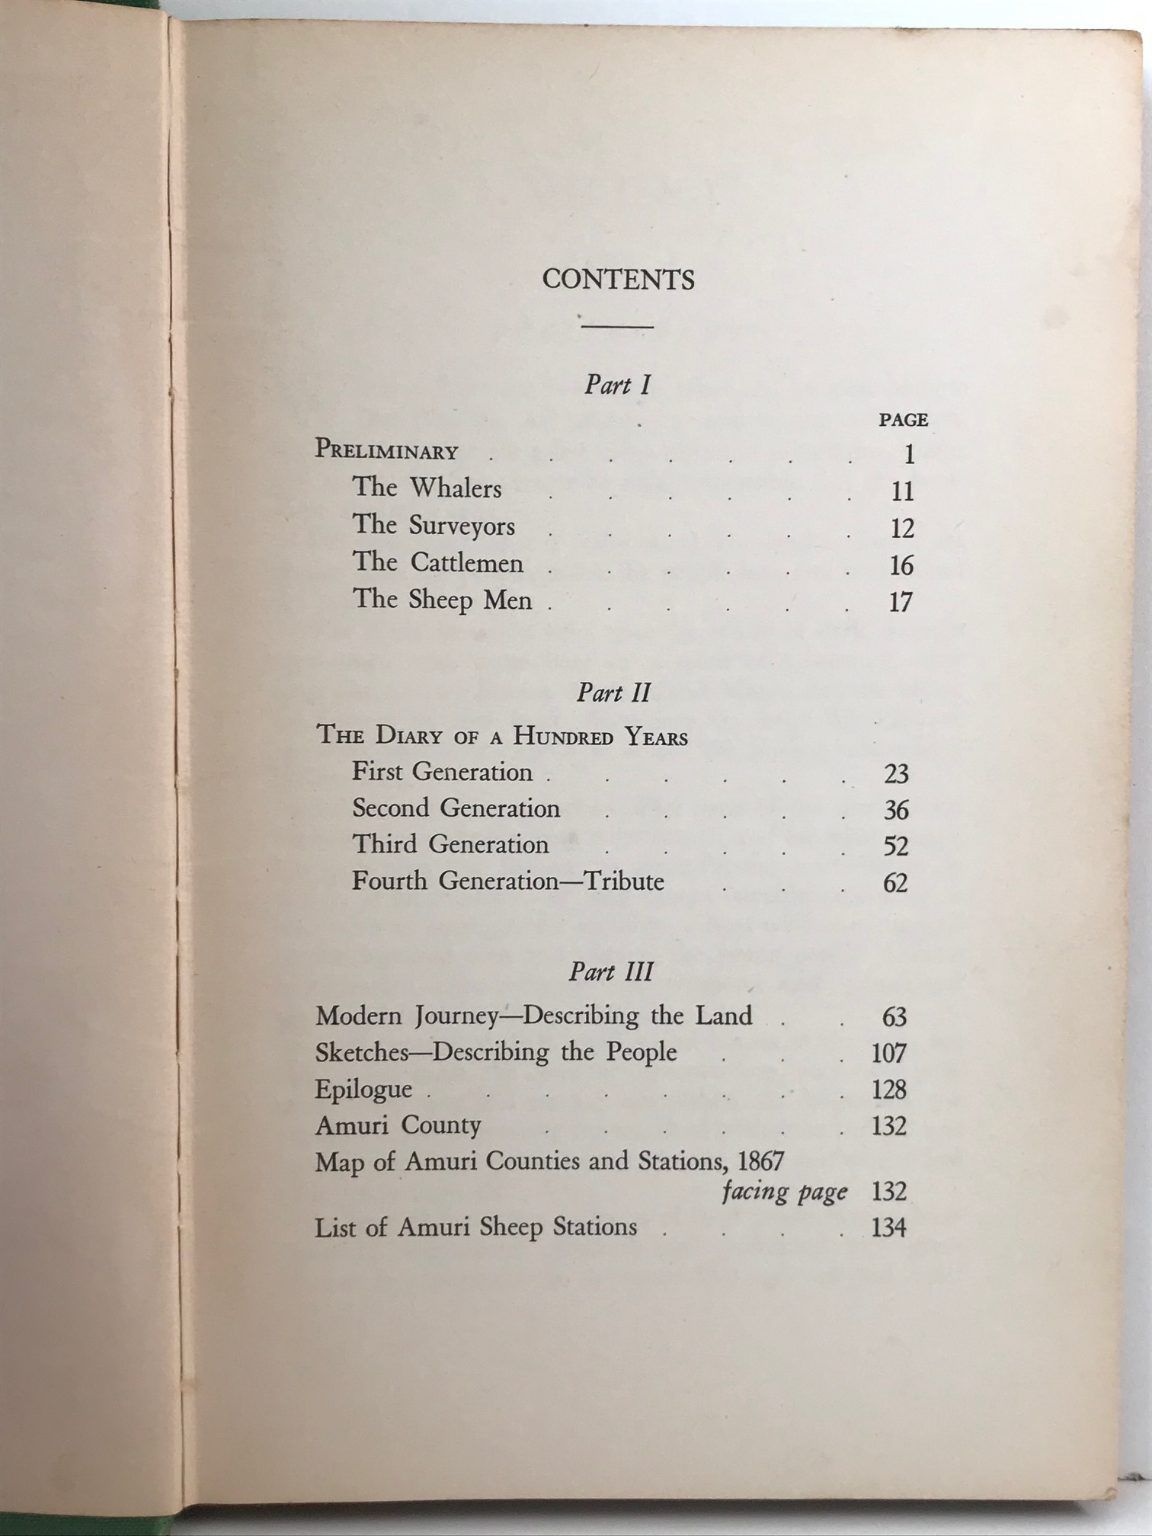 CONTENTS
Part I
PAGE
PRELIMINARY . . . . . . . 1
The Whalers . . . . . . 11
The Surveyors . . . . . . 12
The Cattlemen . . . . . . 16
The Sheep Men . . . . . . 17
Part II
THE DIARY OF A HUNDRED YEARS
First Generation . . . . . . 23
Second Generation . . . . . 36
Third Generation . . . . . 52
Fourth Generation—Tribute . . . 62
Part III
Modern Journey—Describing the Land . . 63
Sketches—Describing the People . . . 107
Epilogue . . . . . . . . 128
Amuri County . . . . . . 132
Map of Amuri Counties and Stations, 1867
facing page 132
List of Amuri Sheep Stations . . . . 134